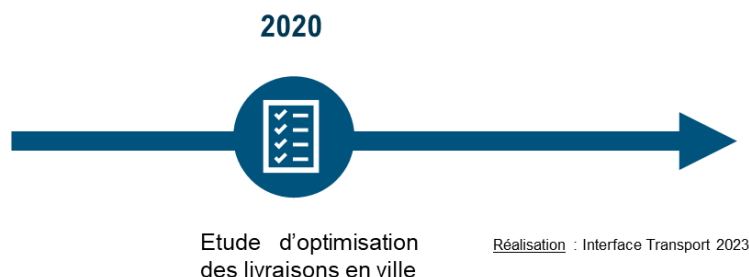 2020
Etude d’optimisation
des livraisons en ville
Réalisation : Interface Transport 2023